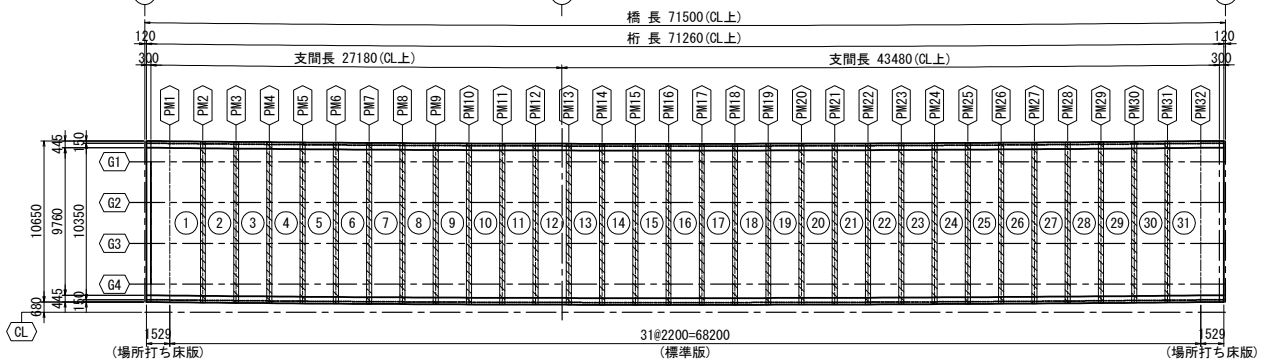 橋 長 71500(CL上)
120 桁 長 71260(CL上) 120
300 支間長 27180(CL上) 支間長 43480(CL上) 300
PM1 PM2 PM3 PM4 PM5 PM6 PM7 PM8 PM9 PM10 PM11 PM12 PM13 PM14 PM15 PM16 PM17 PM18 PM19 PM20 PM21 PM22 PM23 PM24 PM25 PM26 PM27 PM28 PM29 PM30 PM31 PM32
445 150
G1
G2
10650 9760 10350
1 2 3 4 5 6 7 8 9 10 11 12 13 14 15 16 17 18 19 20 21 22 23 24 25 26 27 28 29 30 31
G3
G4
680 445 150
CL
1529 31@2200=68200 1529
(場所打ち床版) (標準版) (場所打ち床版)